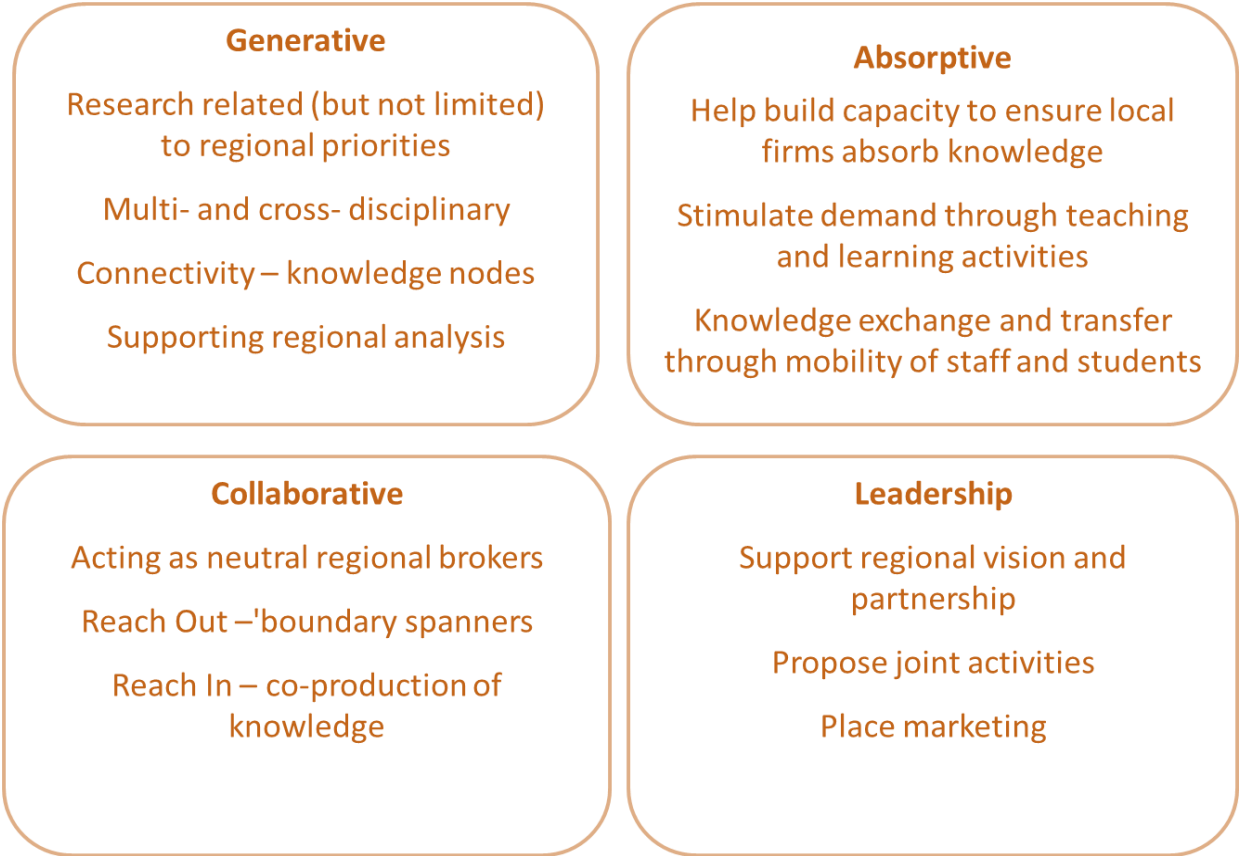 Generative
Research related (but not limited)
to regional priorities
Multi- and cross- disciplinary
Connectivity – knowledge nodes
Supporting regional analysis
Absorptive
Help build capacity to ensure local
firms absorb knowledge
Stimulate demand through teaching
and learning activities
Knowledge exchange and transfer
through mobility of staff and students
Collaborative
Acting as neutral regional brokers
Reach Out –'boundary spanners
Reach In – co-production of
knowledge
Leadership
Support regional vision and
partnership
Propose joint activities
Place marketing